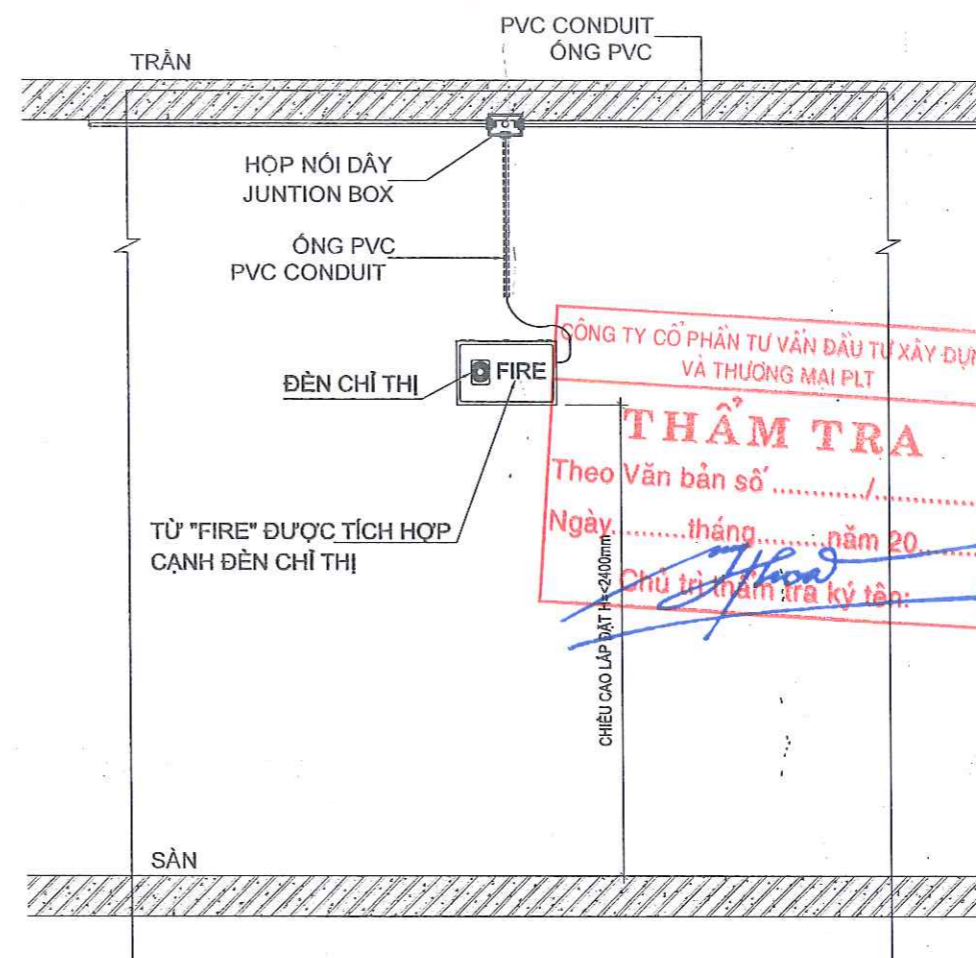 PVC CONDUIT
ỐNG PVC
TRẦN
HỘP NỐI DÂY
JUNTION BOX
ỐNG PVC
PVC CONDUIT
ĐÈN CHỈ THỊ
FIRE
TỪ "FIRE" ĐƯỢC TÍCH HỢP
CẠNH ĐÈN CHỈ THỊ
CÔNG TY CỔ PHẦN TƯ VẤN ĐẦU TƯ XÂY DỰN
VÀ THƯƠNG MẠI PLT
THẨM TRA
Theo Văn bản số ............/............
Ngày.........tháng.........năm 20.........
Chủ trì thẩm tra ký tên:
CHIỀU CAO LẮP ĐẶT H=<2400mm
SÀN